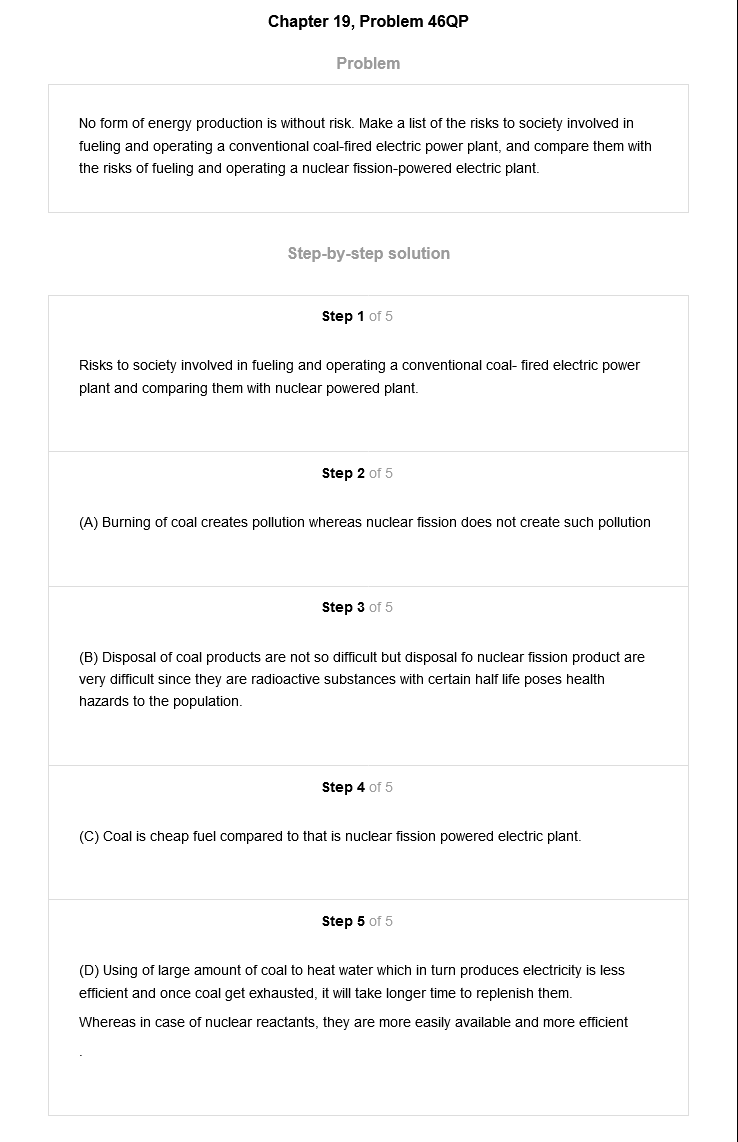 Chapter 19, Problem 46QP
Problem
No form of energy production is without risk. Make a list of the risks to society involved in
fueling and operating a conventional coal-fired electric power plant, and compare them with
the risks of fueling and operating a nuclear fission-powered electric plant.
Step-by-step solution
Step 1 of 5
Risks to society involved in fueling and operating a conventional coal- fired electric power
plant and comparing them with nuclear powered plant.
Step 2 of 5
(A) Burning of coal creates pollution whereas nuclear fission does not create such pollution
Step 3 of 5
(B) Disposal of coal products are not so difficult but disposal fo nuclear fission product are
very difficult since they are radioactive substances with certain half life poses health
hazards to the population.
Step 4 of 5
(C) Coal is cheap fuel compared to that is nuclear fission powered electric plant.
Step 5 of 5
(D) Using of large amount of coal to heat water which in turn produces electricity is less
efficient and once coal get exhausted, it will take longer time to replenish them.
Whereas in case of nuclear reactants, they are more easily available and more efficient
.